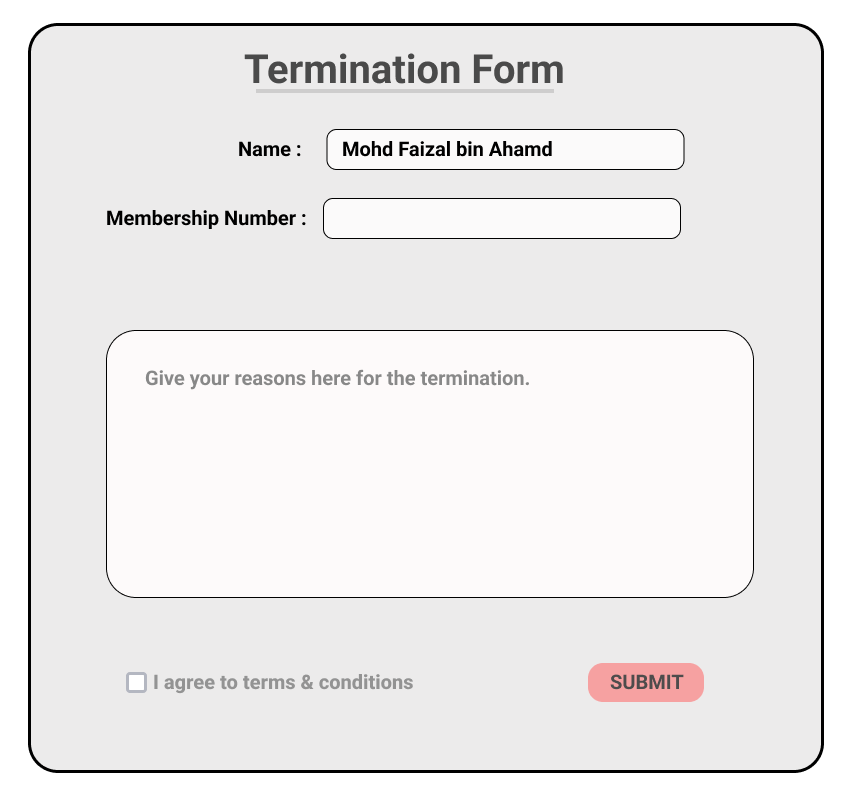 Termination Form
Name : Mohd Faizal bin Ahamd
Membership Number :
Give your reasons here for the termination.
I agree to terms & conditions
SUBMIT